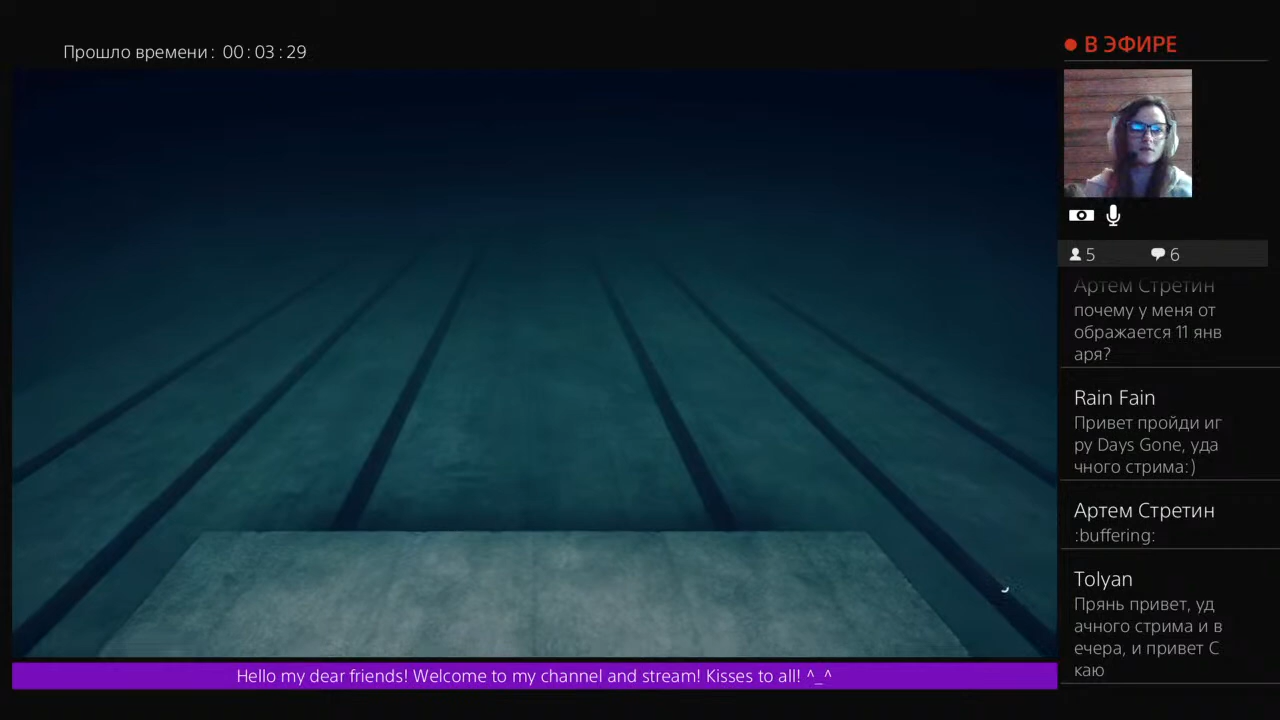 Прошло времени: 00:03:29
В ЭФИРЕ
5
6
Артем Стретин
почему у меня от
ображается 11 янв
аря?
Rain Fain
Привет пройди иг
ру Days Gone, уда
чного стрима:)
Артем Стретин
:buffering:
Tolyan
Прянь привет, уд
ачного стрима и в
ечера, и привет С
каю
Hello my dear friends! Welcome to my channel and stream! Kisses to all! ^_^